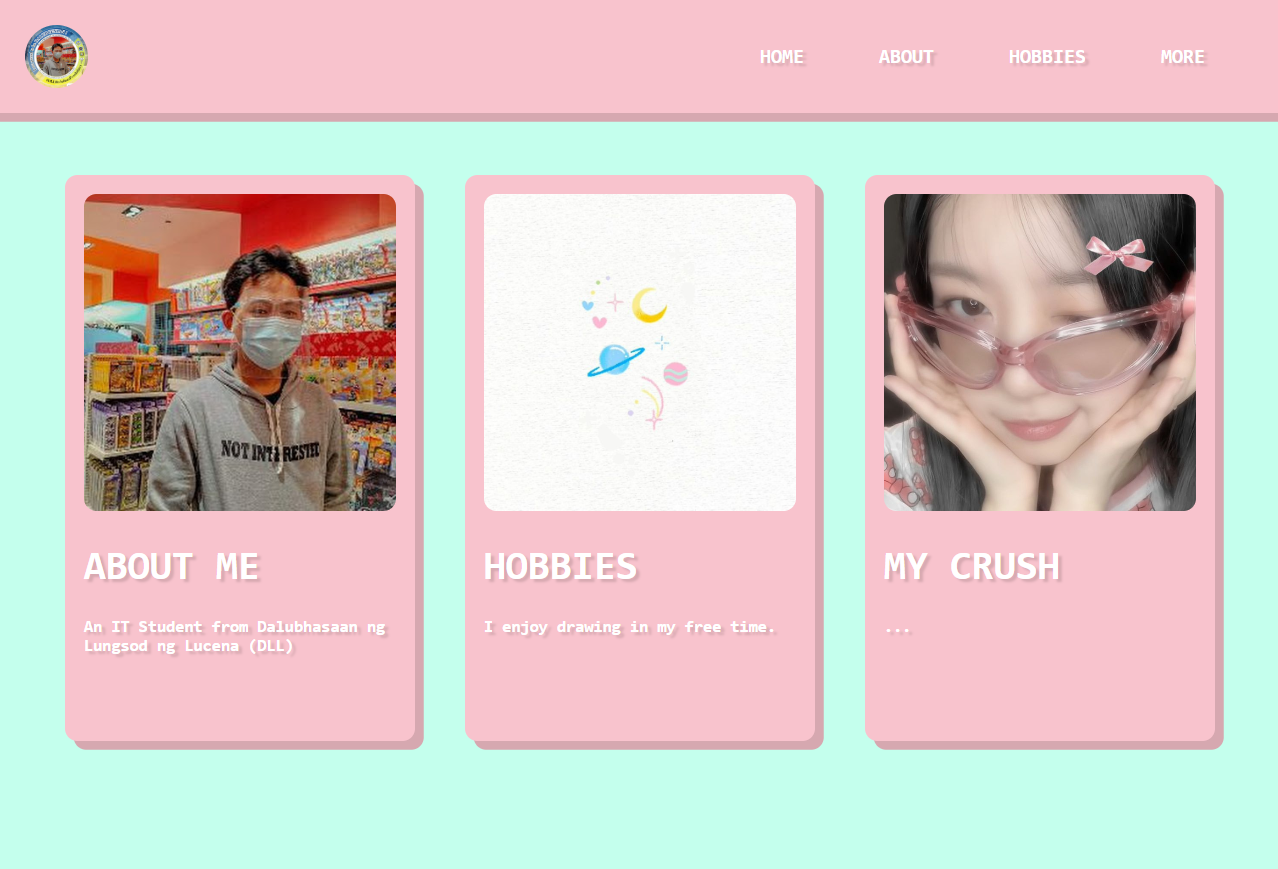 HOME ABOUT HOBBIES MORE
NOT INTERESTED
ABOUT ME
An IT Student from Dalubhasaan ng
Lungsod ng Lucena (DLL)
HOBBIES
I enjoy drawing in my free time.
MY CRUSH
...